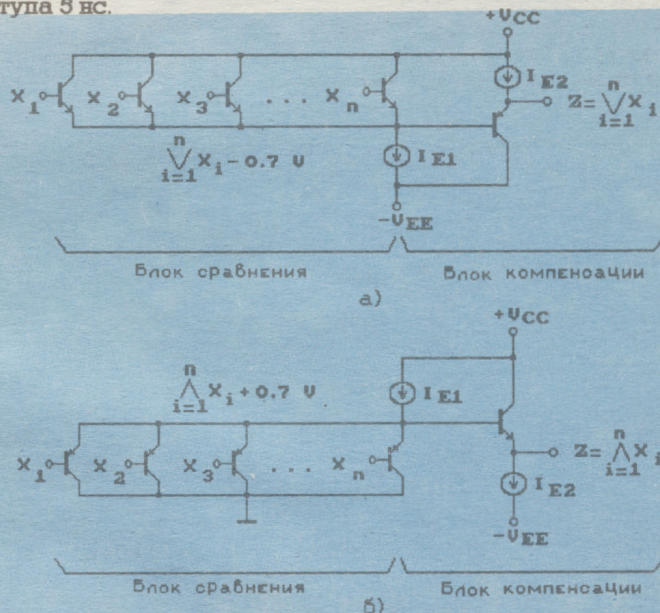 тупа 5 нс.
+VCC
IE2
X1 X2 X3 ... Xn
Z= n ∨ i=1 Xi
n ∨ i=1 Xi - 0.7 V
IE1
-VEE
Блок сравнения
Блок компенсации
а)
+VCC
n ∧ i=1 Xi + 0.7 V
IE1
X1 X2 X3 ... Xn
Z= n ∧ i=1 Xi
IE2
-VEE
Блок сравнения
Блок компенсации
б)